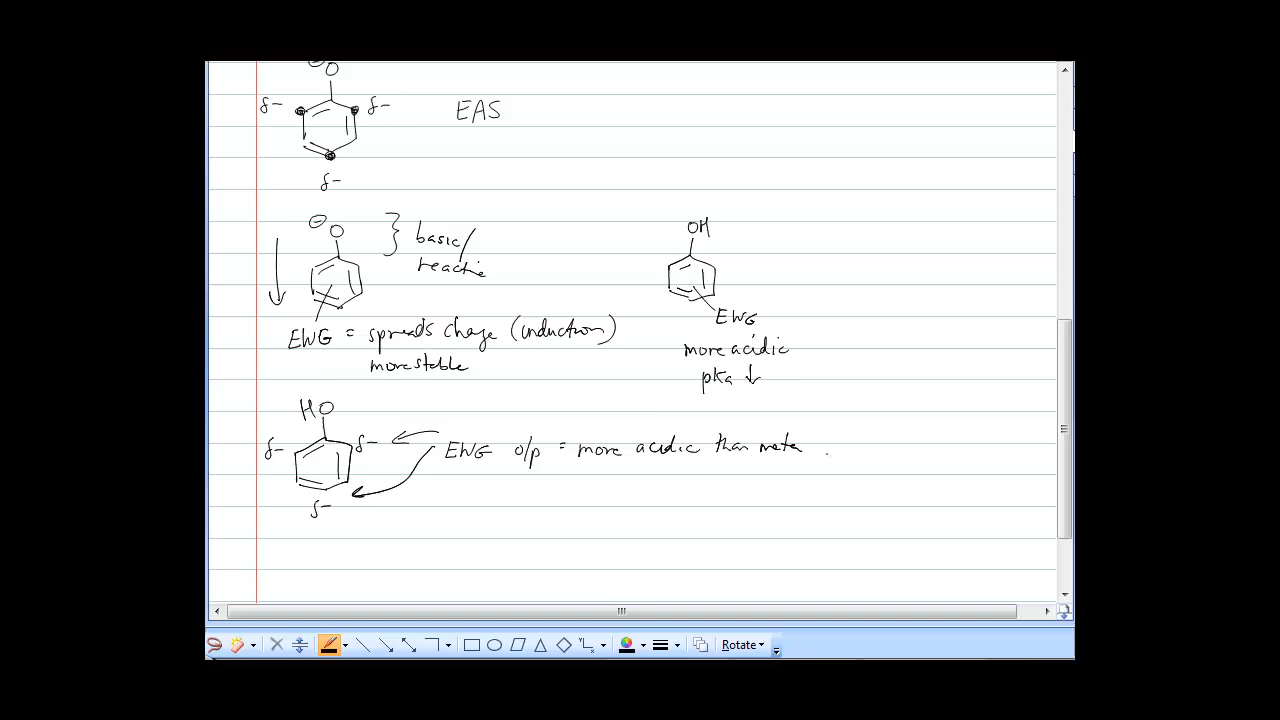 ⊖ O
δ− δ− EAS
δ−
⊖ O
basic/
reactie
OH
EWG = spreads charge (induction)
more stable
EWG
more acidic
pka ↓
HO
δ− δ− EWG o/p = more acidic than meta
δ−
Rotate